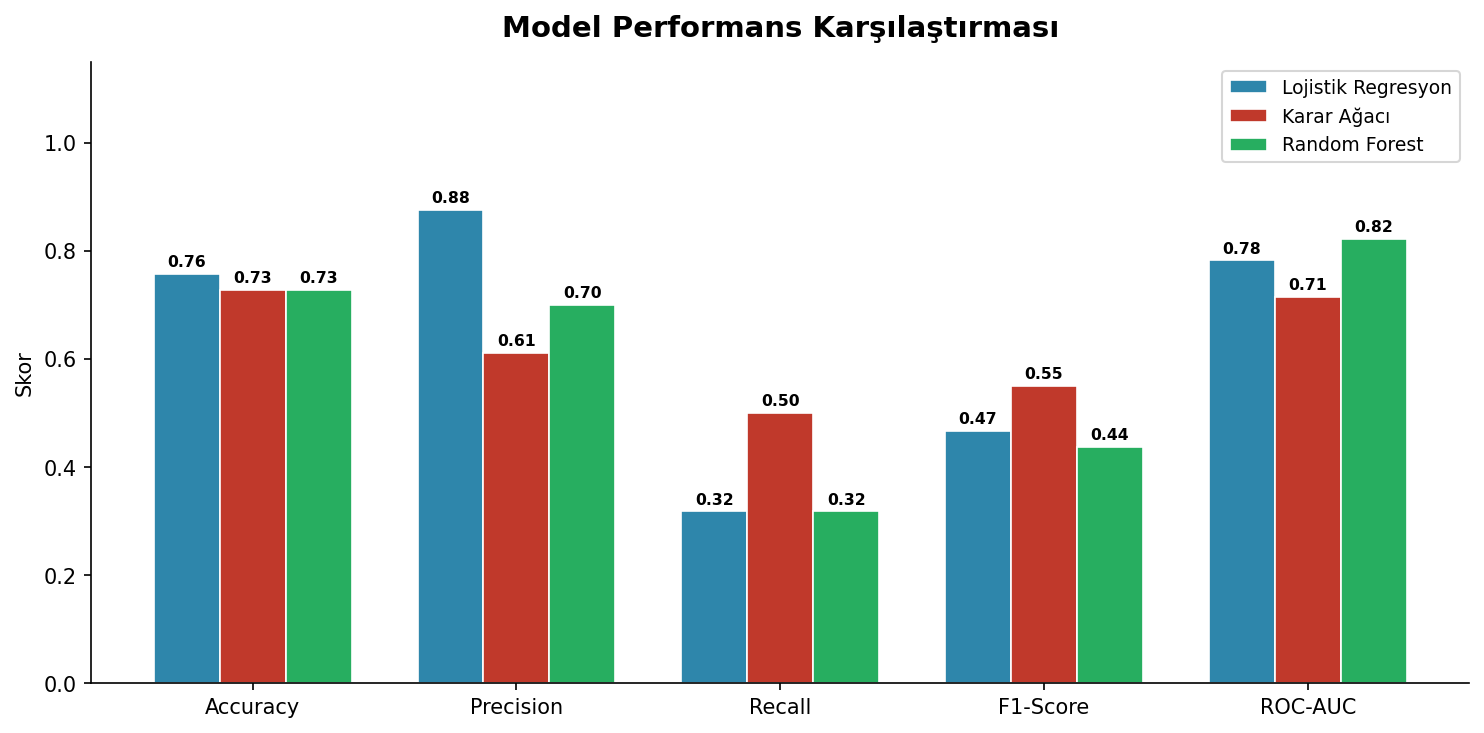 Model Performans Karşılaştırması
Lojistik Regresyon
Karar Ağacı
Random Forest
Skor
1.0
0.8
0.6
0.4
0.2
0.0
0.76 0.73 0.73
0.88 0.61 0.70
0.32 0.50 0.32
0.47 0.55 0.44
0.78 0.71 0.82
Accuracy Precision Recall F1-Score ROC-AUC